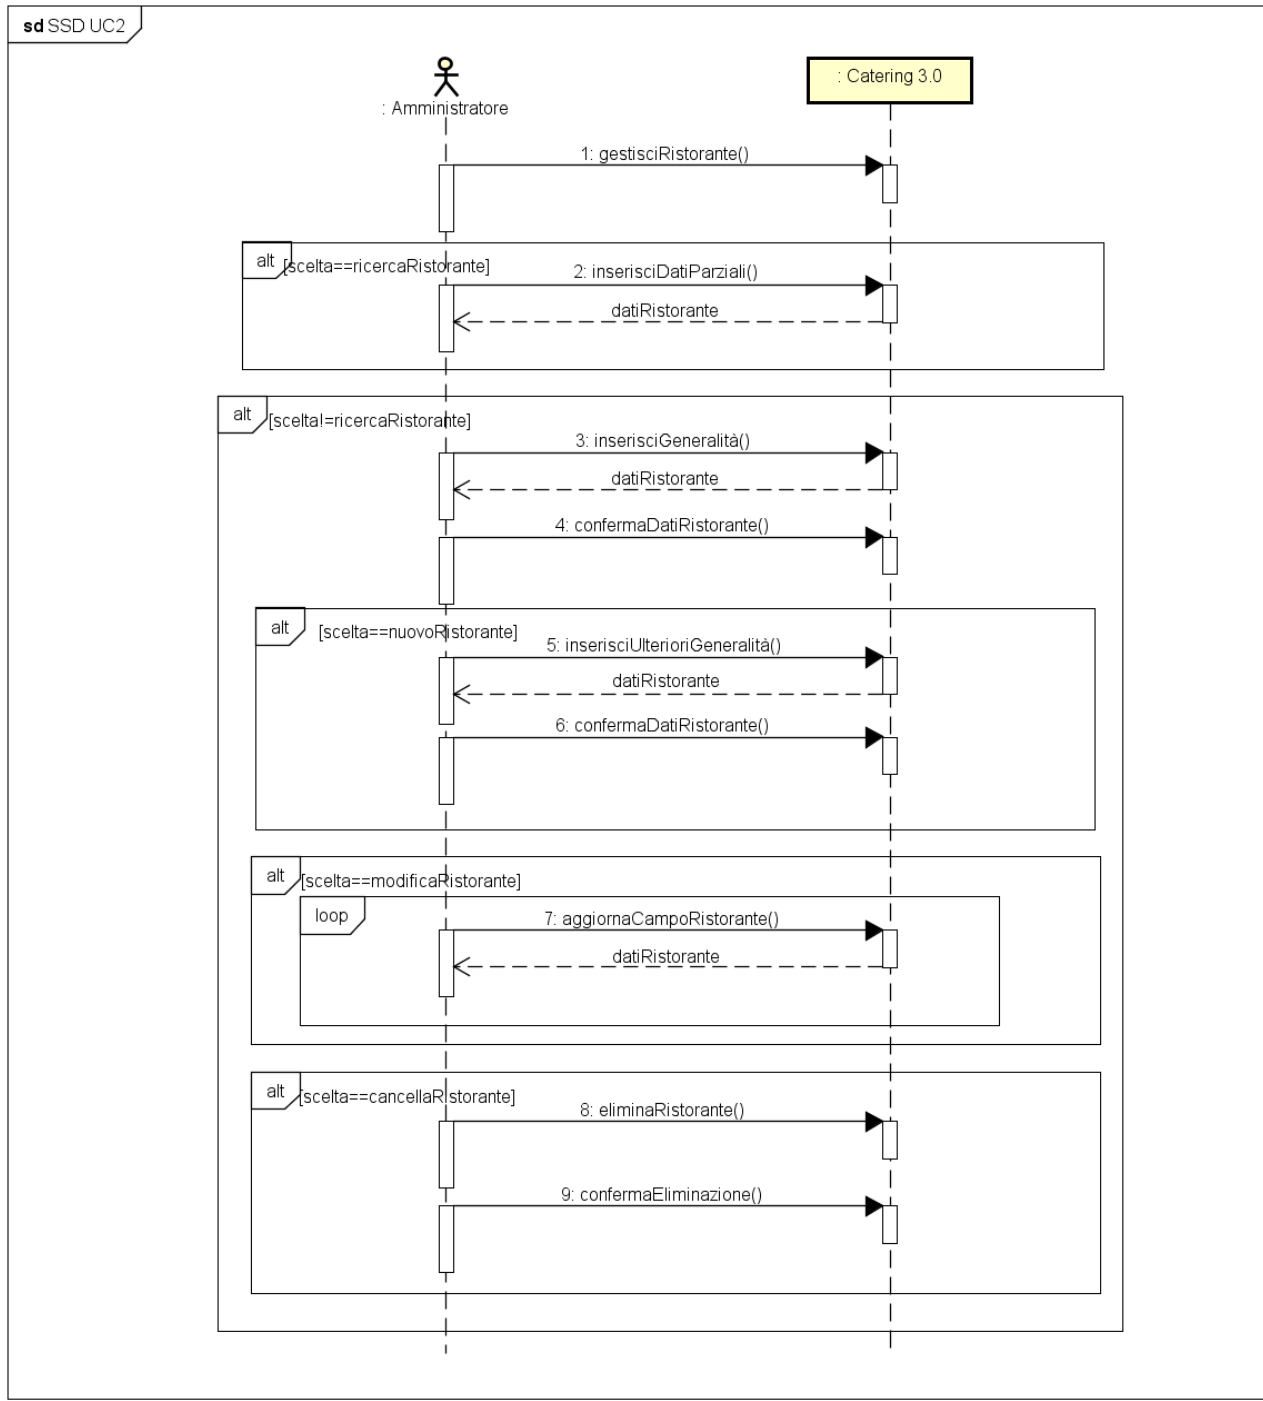 sd SSD UC2
: Amministratore
: Catering 3.0
1: gestisciRistorante()
alt
[scelta==ricercaRistorante]
2: inserisciDatiParziali()
datiRistorante
alt
[scelta!=ricercaRistorante]
3: inserisciGeneralità()
datiRistorante
4: confermaDatiRistorante()
alt
[scelta==nuovoRistorante]
5: inserisciUlterioriGeneralità()
datiRistorante
6: confermaDatiRistorante()
alt
[scelta==modificaRistorante]
loop
7: aggiornaCampoRistorante()
datiRistorante
alt
[scelta==cancellaRistorante]
8: eliminaRistorante()
9: confermaEliminazione()